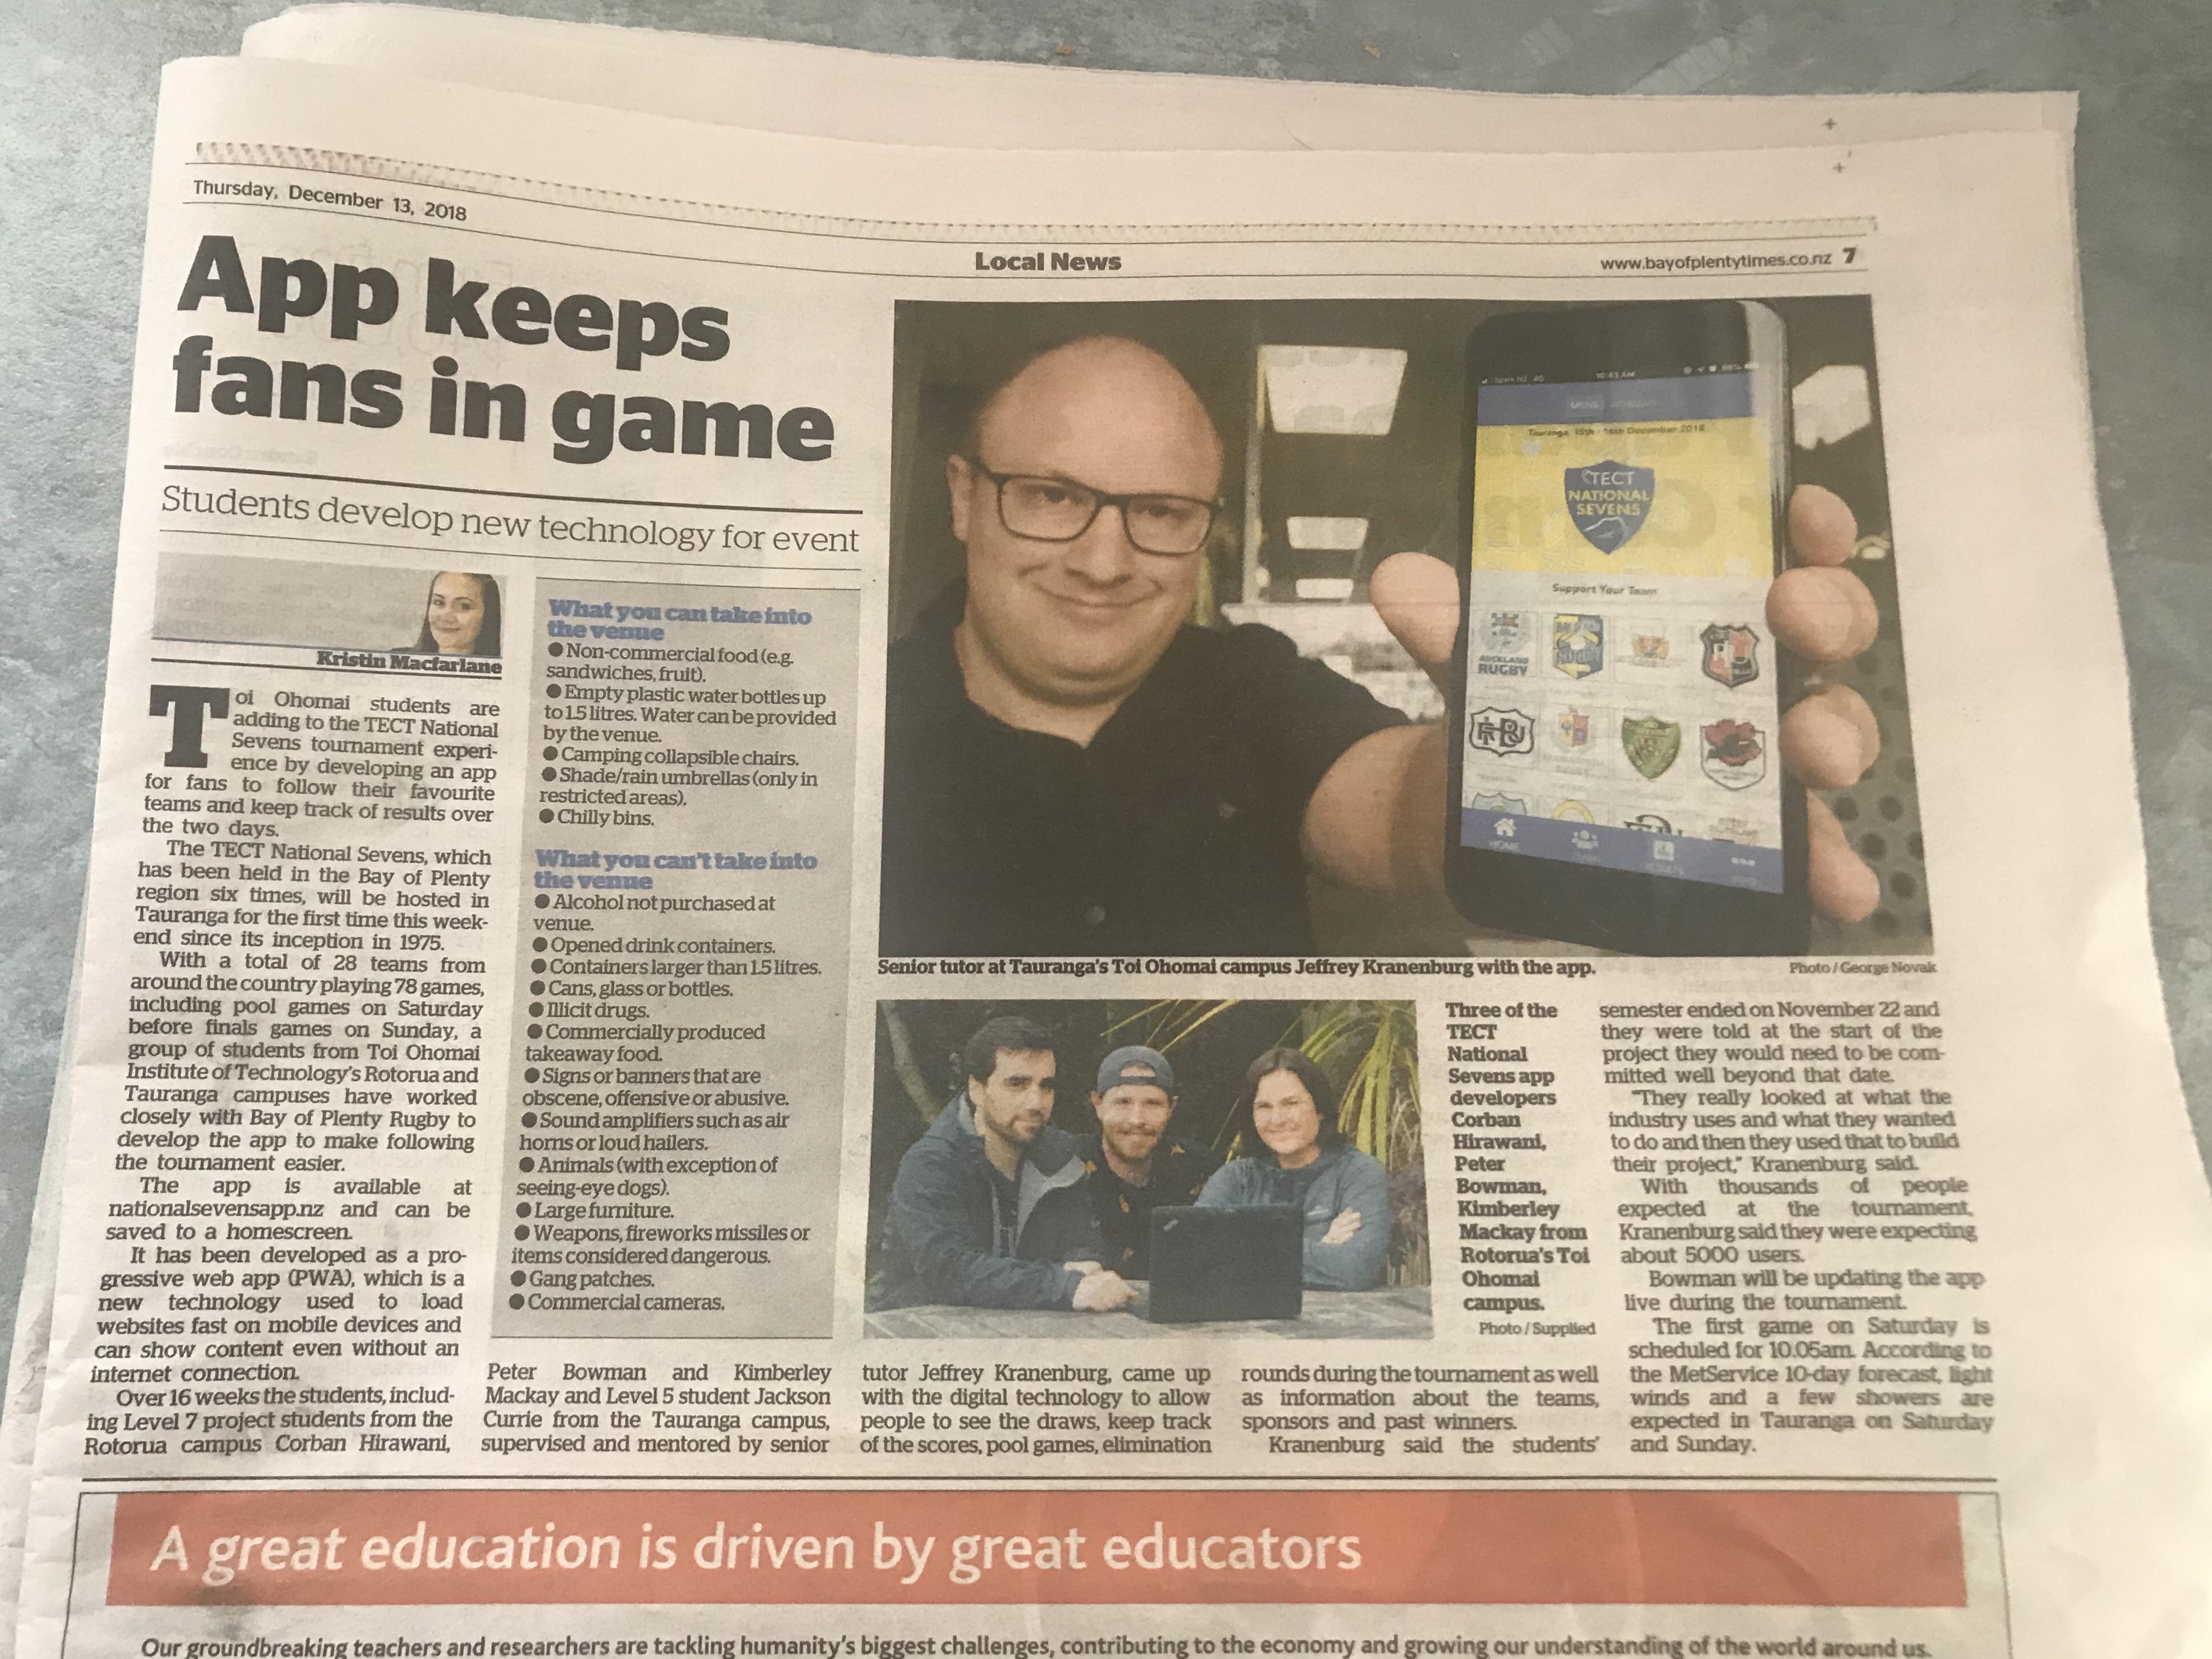 Thursday, December 13, 2018
Local News
www.bayofplentytimes.co.nz 7
App keeps
fans in game
Students develop new technology for event
Kristin Macfarlane
Toi Ohomai students are
adding to the TECT National
Sevens tournament experi-
ence by developing an app
for fans to follow their favourite
teams and keep track of results over
the two days.
The TECT National Sevens, which
has been held in the Bay of Plenty
region six times, will be hosted in
Tauranga for the first time this week-
end since its inception in 1975.
With a total of 28 teams from
around the country playing 78 games,
including pool games on Saturday
before finals games on Sunday, a
group of students from Toi Ohomai
Institute of Technology's Rotorua and
Tauranga campuses have worked
closely with Bay of Plenty Rugby to
develop the app to make following
the tournament easier.
The app is available at
nationalsevensapp.nz and can be
saved to a homescreen.
It has been developed as a pro-
gressive web app (PWA), which is a
new technology used to load
websites fast on mobile devices and
can show content even without an
internet connection.
Over 16 weeks the students, includ-
ing Level 7 project students from the
Rotorua campus Corban Hirawani,
What you can take into
the venue
● Non-commercial food (e.g.
sandwiches, fruit).
● Empty plastic water bottles up
to 1.5 litres. Water can be provided
by the venue.
● Camping collapsible chairs.
● Shade/rain umbrellas (only in
restricted areas).
● Chilly bins.
What you can't take into
the venue
● Alcohol not purchased at
venue.
● Opened drink containers.
● Containers larger than 1.5 litres.
● Cans, glass or bottles.
● Illicit drugs.
● Commercially produced
takeaway food.
● Signs or banners that are
obscene, offensive or abusive.
● Sound amplifiers such as air
horns or loud hailers.
● Animals (with exception of
seeing-eye dogs).
● Large furniture.
● Weapons, fireworks missiles or
items considered dangerous.
● Gang patches.
● Commercial cameras.
Peter Bowman and Kimberley
Mackay and Level 5 student Jackson
Currie from the Tauranga campus,
supervised and mentored by senior
10:43 AM
Tauranga, 15th - 16th December 2018
TECT
NATIONAL
SEVENS
Support Your Team
AUCKLAND
RUGBY
HOME
Senior tutor at Tauranga's Toi Ohomai campus Jeffrey Kranenburg with the app.
Photo / George Novak
Three of the
TECT
National
Sevens app
developers
Corban
Hirawani,
Peter
Bowman,
Kimberley
Mackay from
Rotorua's Toi
Ohomai
campus.
Photo / Supplied
tutor Jeffrey Kranenburg, came up
with the digital technology to allow
people to see the draws, keep track
of the scores, pool games, elimination
rounds during the tournament as well
as information about the teams,
sponsors and past winners.
Kranenburg said the students'
semester ended on November 22 and
they were told at the start of the
project they would need to be com-
mitted well beyond that date.
"They really looked at what the
industry uses and what they wanted
to do and then they used that to build
their project," Kranenburg said.
With thousands of people
expected at the tournament,
Kranenburg said they were expecting
about 5000 users.
Bowman will be updating the app
live during the tournament.
The first game on Saturday is
scheduled for 10.05am. According to
the MetService 10-day forecast, light
winds and a few showers are
expected in Tauranga on Saturday
and Sunday.
A great education is driven by great educators
Our groundbreaking teachers and researchers are tackling humanity's biggest challenges, contributing to the economy and growing our understanding of the world around us.